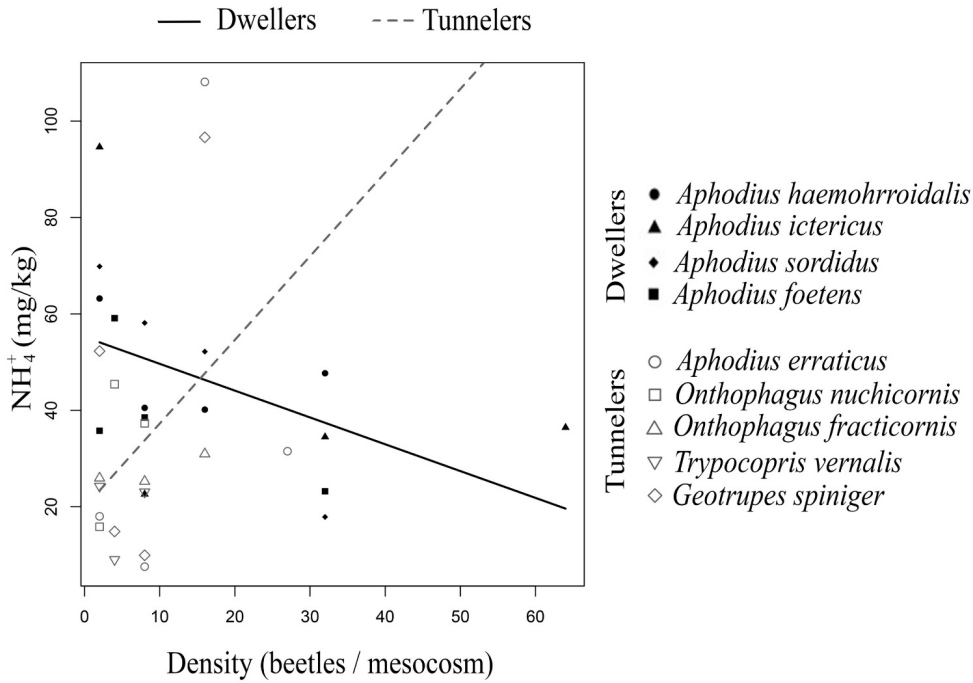 Dwellers Tunnelers
NH₄⁺ (mg/kg)
100
80
60
40
20
0 10 20 30 40 50 60
Density (beetles / mesocosm)
Dwellers
Aphodius haemohrroidalis
Aphodius ictericus
Aphodius sordidus
Aphodius foetens
Tunnelers
Aphodius erraticus
Onthophagus nuchicornis
Onthophagus fracticornis
Trypocopris vernalis
Geotrupes spiniger